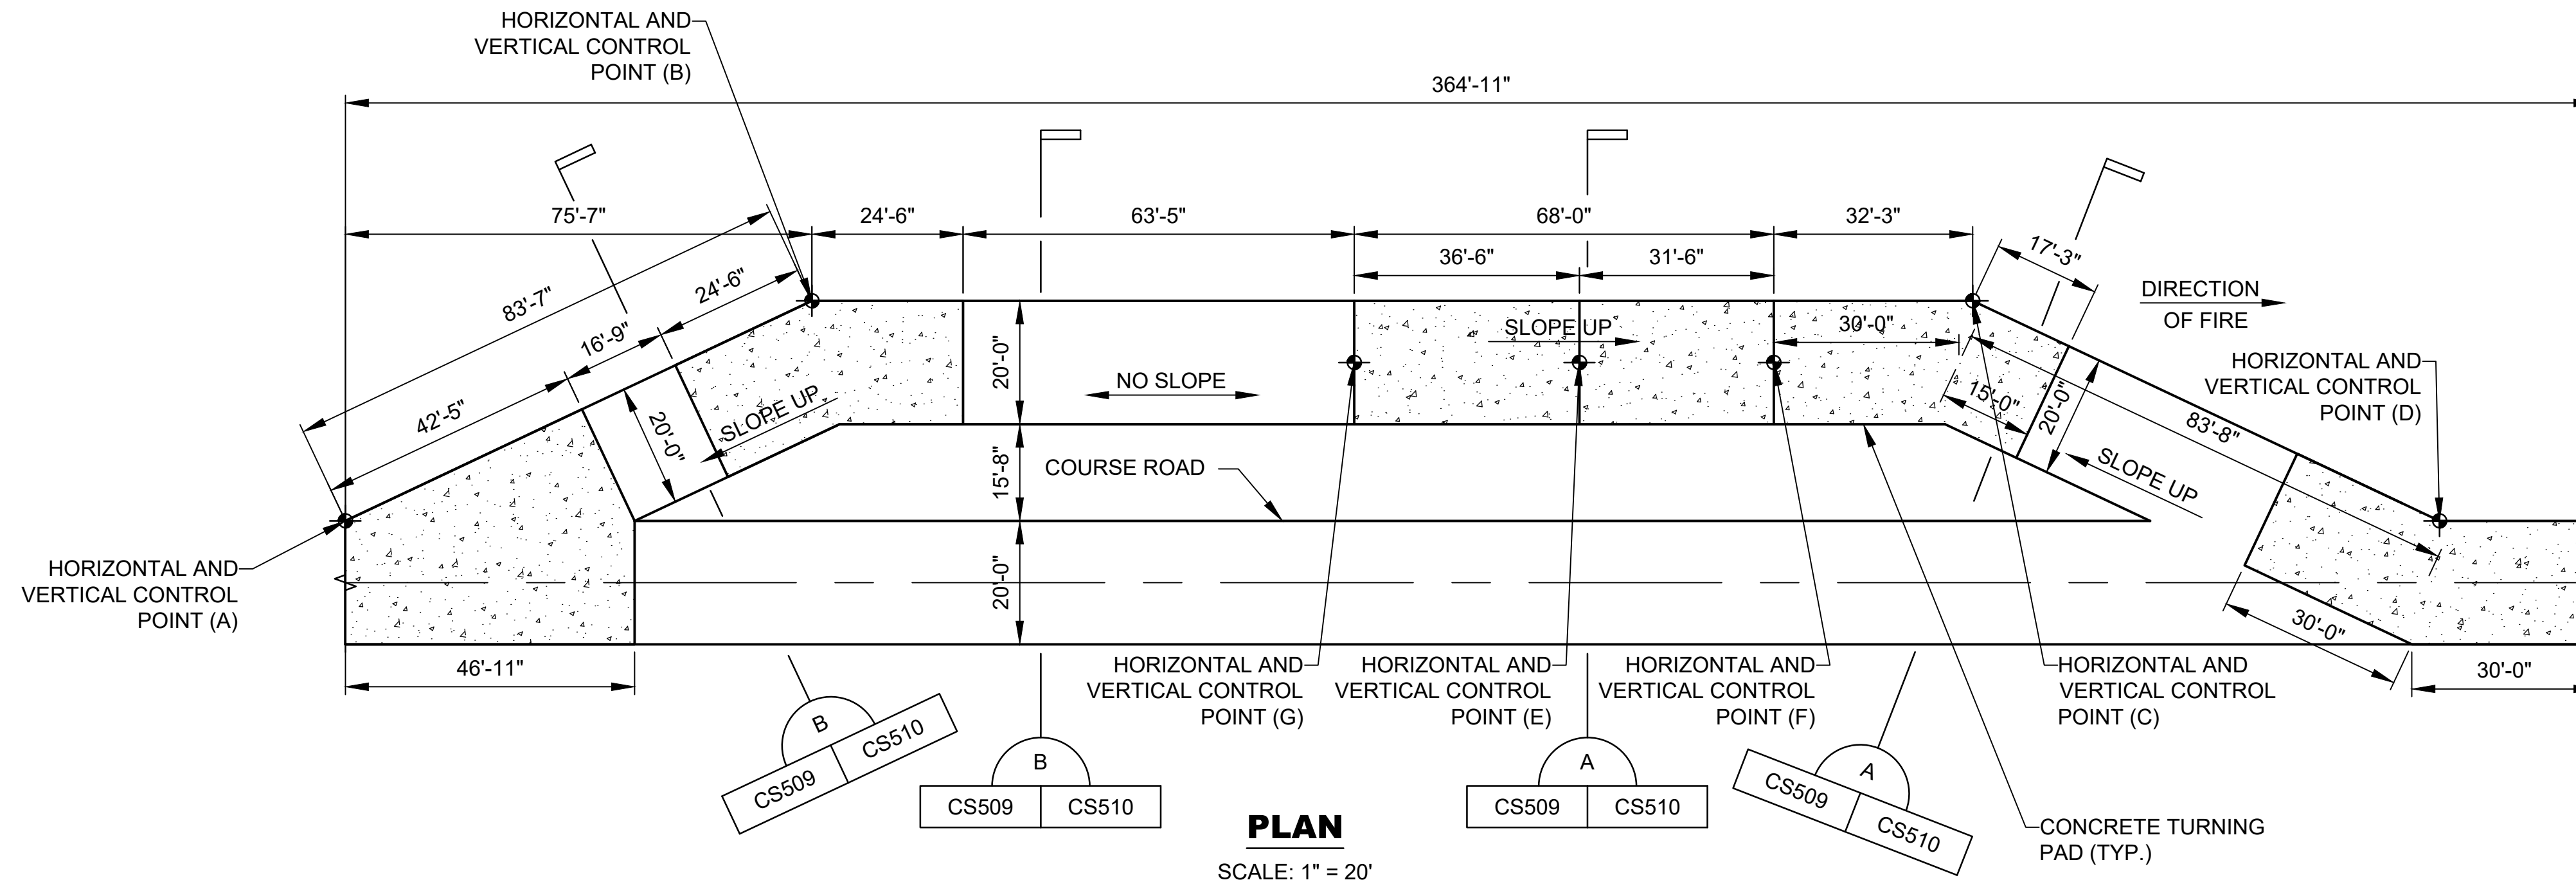 HORIZONTAL AND
VERTICAL CONTROL
POINT (B)
364'-11"
75'-7"
24'-6"
63'-5"
68'-0"
32'-3"
36'-6"
31'-6"
17'-3"
83'-7"
24'-6"
16'-9"
42'-5"
20'-0"
SLOPE UP
20'-0"
NO SLOPE
SLOPE UP
30'-0"
15'-0"
20'-0"
83'-8"
SLOPE UP
DIRECTION
OF FIRE
HORIZONTAL AND
VERTICAL CONTROL
POINT (D)
15'-8"
COURSE ROAD
20'-0"
HORIZONTAL AND
VERTICAL CONTROL
POINT (A)
46'-11"
30'-0"
30'-0"
HORIZONTAL AND
VERTICAL CONTROL
POINT (G)
HORIZONTAL AND
VERTICAL CONTROL
POINT (E)
HORIZONTAL AND
VERTICAL CONTROL
POINT (F)
HORIZONTAL AND
VERTICAL CONTROL
POINT (C)
B
CS509 CS510
B
CS509 CS510
A
CS509 CS510
A
CS509 CS510
PLAN
SCALE: 1" = 20'
CONCRETE TURNING
PAD (TYP.)